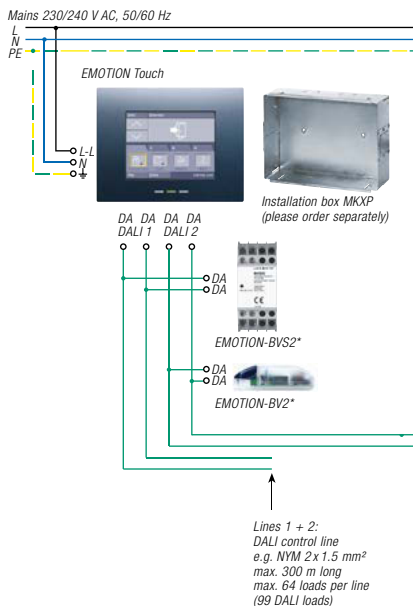 Mains 230/240 V AC, 50/60 Hz
L
N
PE
EMOTION Touch
L-L
N
Installation box MKXP
(please order separately)
DA DA DA DA
DALI 1 DALI 2
DA
DA
EMOTION-BVS2*
DA
DA
EMOTION-BV2*
Lines 1 + 2:
DALI control line
e.g. NYM 2 x 1.5 mm²
max. 300 m long
max. 64 loads per line
(99 DALI loads)